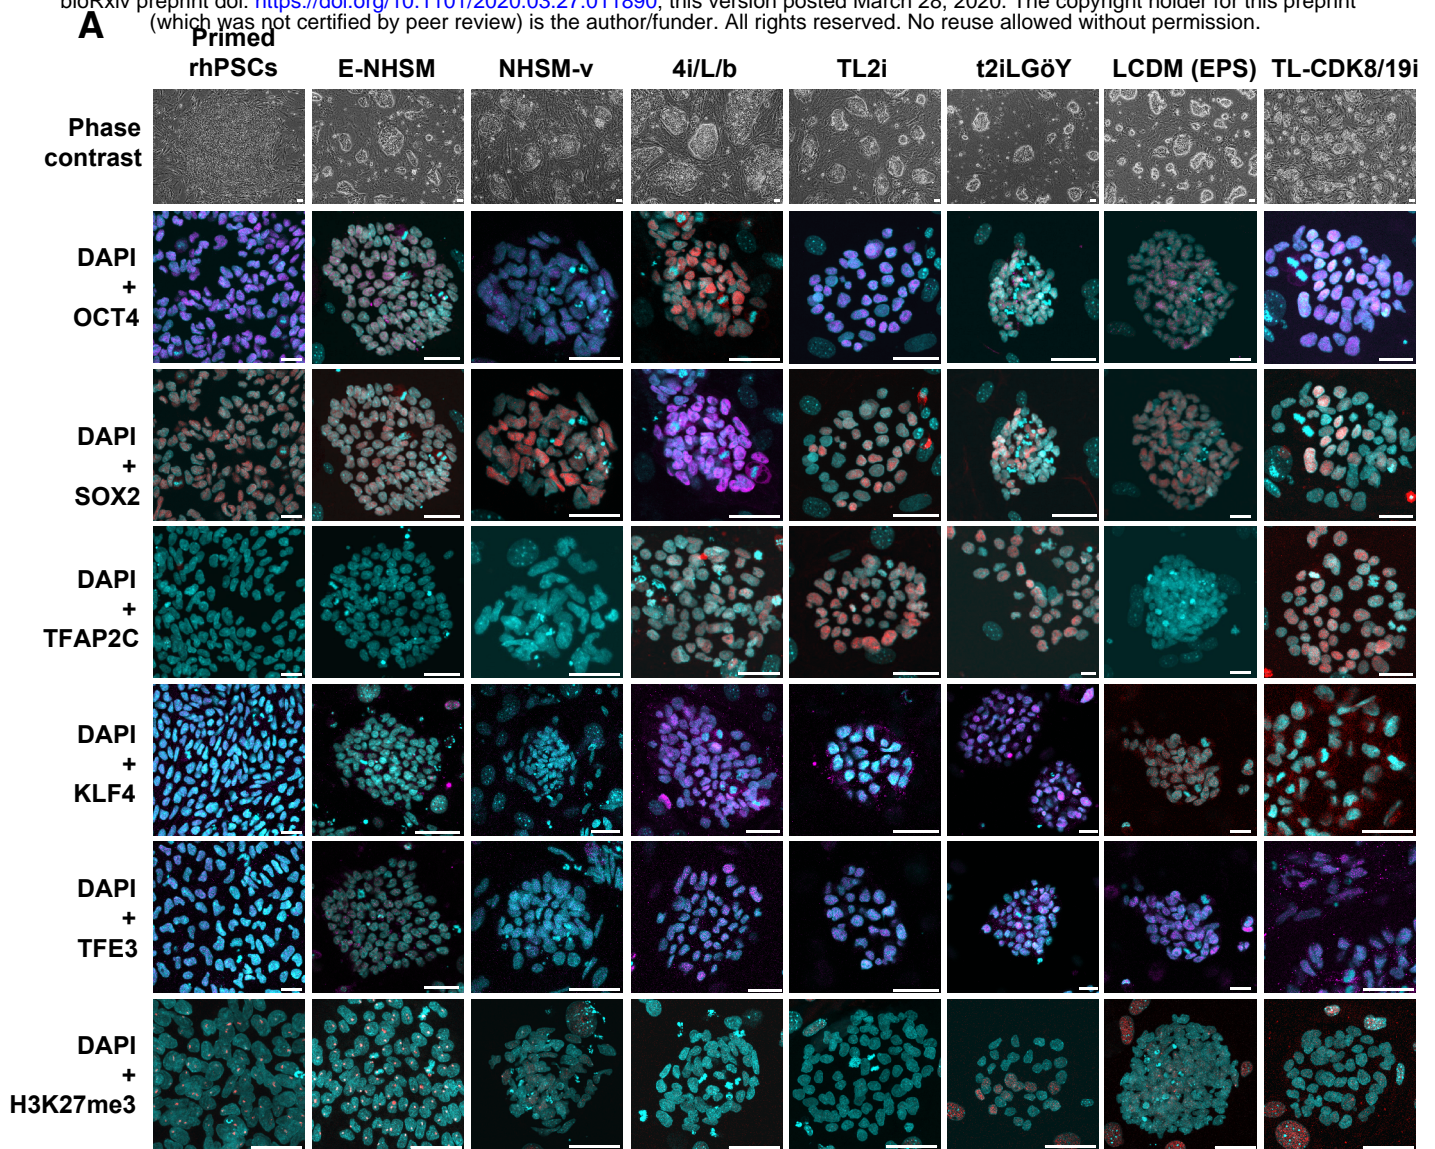 bioRxiv preprint doi: https://doi.org/10.1101/2020.03.27.011890; this version posted March 28, 2020. The copyright holder for this preprint
(which was not certified by peer review) is the author/funder. All rights reserved. No reuse allowed without permission.
A
Primed
rhPSCs
E-NHSM
NHSM-v
4i/L/b
TL2i
t2iLGöY
LCDM (EPS)
TL-CDK8/19i
Phase
contrast
DAPI
+
OCT4
DAPI
+
SOX2
DAPI
+
TFAP2C
DAPI
+
KLF4
DAPI
+
TFE3
DAPI
+
H3K27me3